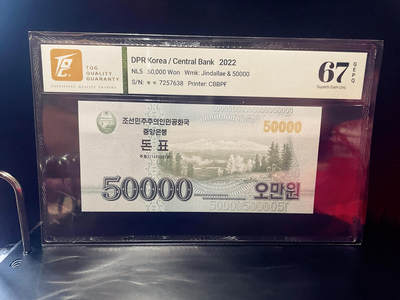 TQG
QUALITY
GUARANTY
DPR Korea / Central Bank 2022
NL5 50,000 Won Wmk: Jindallae & 50000
S/N: ★★ 7257638 Printer: CBBPF
67
GEPQ
Superb Gem Unc
조선민주주의인민공화국
중앙은행
돈표
50000
50000
오만원